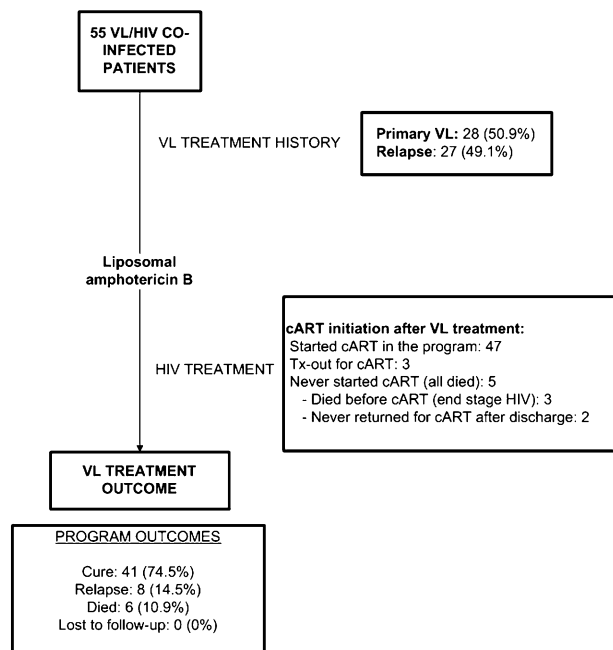 55 VL/HIV CO-
INFECTED
PATIENTS
VL TREATMENT HISTORY
Primary VL: 28 (50.9%)
Relapse: 27 (49.1%)
Liposomal
amphotericin B
HIV TREATMENT
cART initiation after VL treatment:
Started cART in the program: 47
Tx-out for cART: 3
Never started cART (all died): 5
- Died before cART (end stage HIV): 3
- Never returned for cART after discharge: 2
VL TREATMENT
OUTCOME
PROGRAM OUTCOMES
Cure: 41 (74.5%)
Relapse: 8 (14.5%)
Died: 6 (10.9%)
Lost to follow-up: 0 (0%)